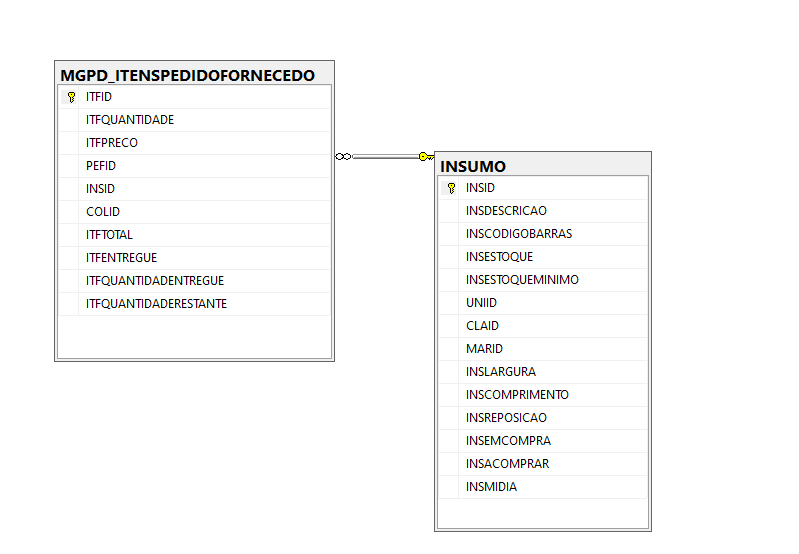 MGPD_ITENSPEDIDOFORNECEDO
ITFID
ITFQUANTIDADE
ITFPRECO
PEFID
INSID
COLID
ITFTOTAL
ITFENTREGUE
ITFQUANTIDADENTREGUE
ITFQUANTIDADERESTANTE
INSUMO
INSID
INSDESCRICAO
INSCODIGOBARRAS
INSESTOQUE
INSESTOQUEMINIMO
UNIID
CLAID
MARID
INSLARGURA
INSCOMPRIMENTO
INSREPOSICAO
INSEMCOMPRA
INSACOMPRAR
INSMIDIA